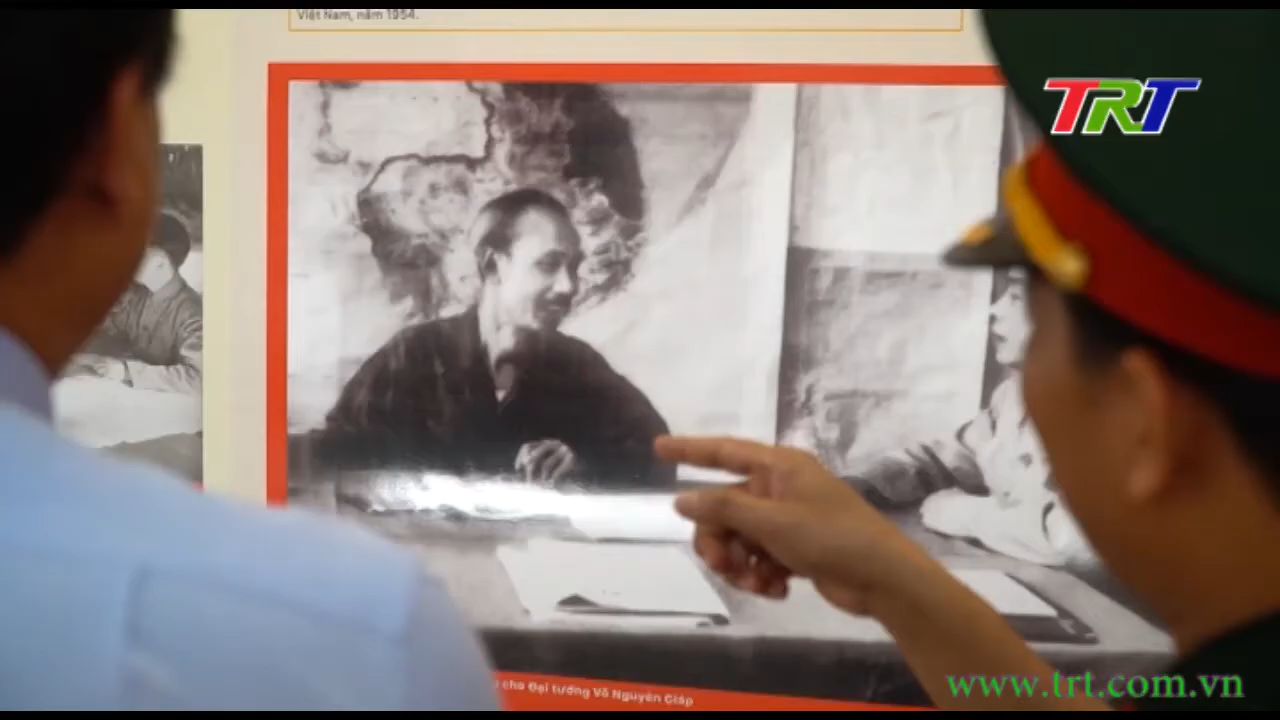 Việt Nam, năm 1954.
TRT
cho Đại tướng Võ Nguyên Giáp
www.trt.com.vn